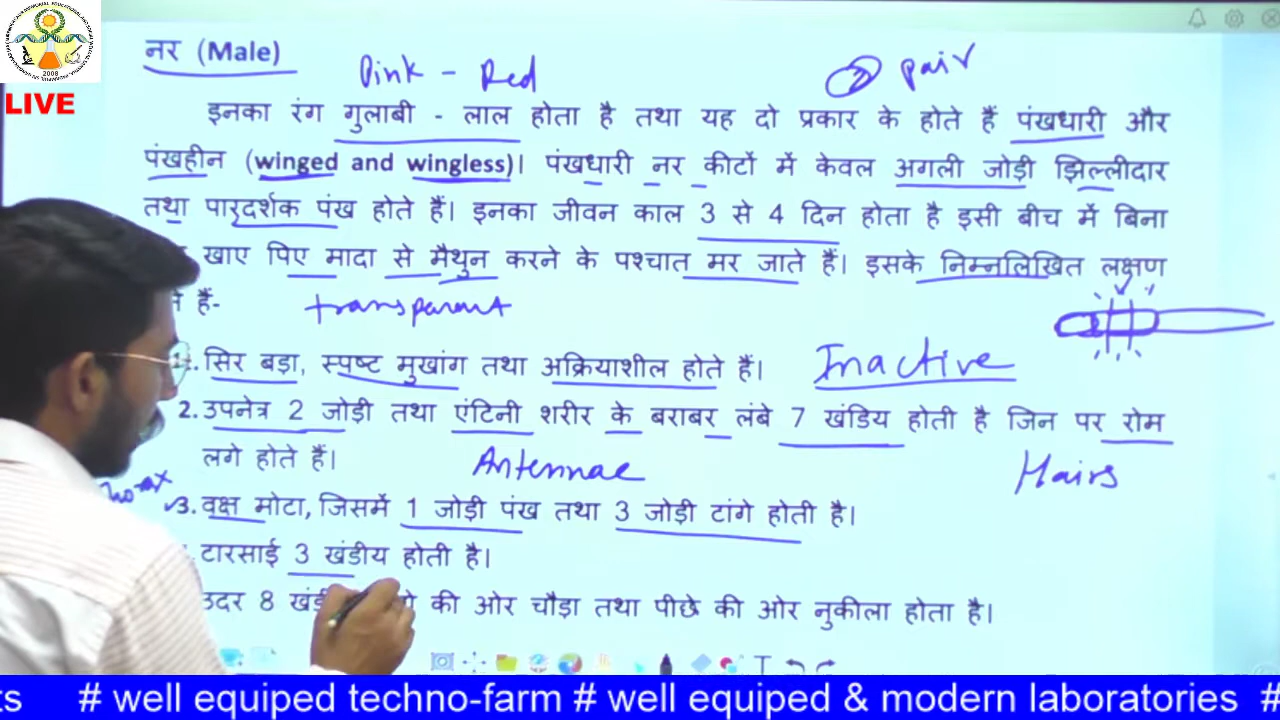 नर (Male)
Pink - Red
pair
LIVE
इनका रंग गुलाबी - लाल होता है तथा यह दो प्रकार के होते हैं पंखधारी और
पंखहीन (winged and wingless)। पंखधारी नर कीटों में केवल अगली जोड़ी झिल्लीदार
तथा पारदर्शक पंख होते हैं। इनका जीवन काल 3 से 4 दिन होता है इसी बीच में बिना
खाए पिए मादा से मैथुन करने के पश्चात मर जाते हैं। इसके निम्नलिखित लक्षण
हैं-
transparent
1. सिर बड़ा, स्पष्ट मुखांग तथा अक्रियाशील होते हैं।
Inactive
2. उपनेत्र 2 जोड़ी तथा एंटिनी शरीर के बराबर लंबे 7 खंडिय होती है जिन पर रोम
लगे होते हैं।
Antennae
Hairs
3. वृक्ष मोटा, जिसमें 1 जोड़ी पंख तथा 3 जोड़ी टांगे होती है।
टारसाई 3 खंडीय होती है।
उदर 8 की ओर चौड़ा तथा पीछे की ओर नुकीला होता है।
2008
# well equiped techno-farm # well equiped & modern laboratories #